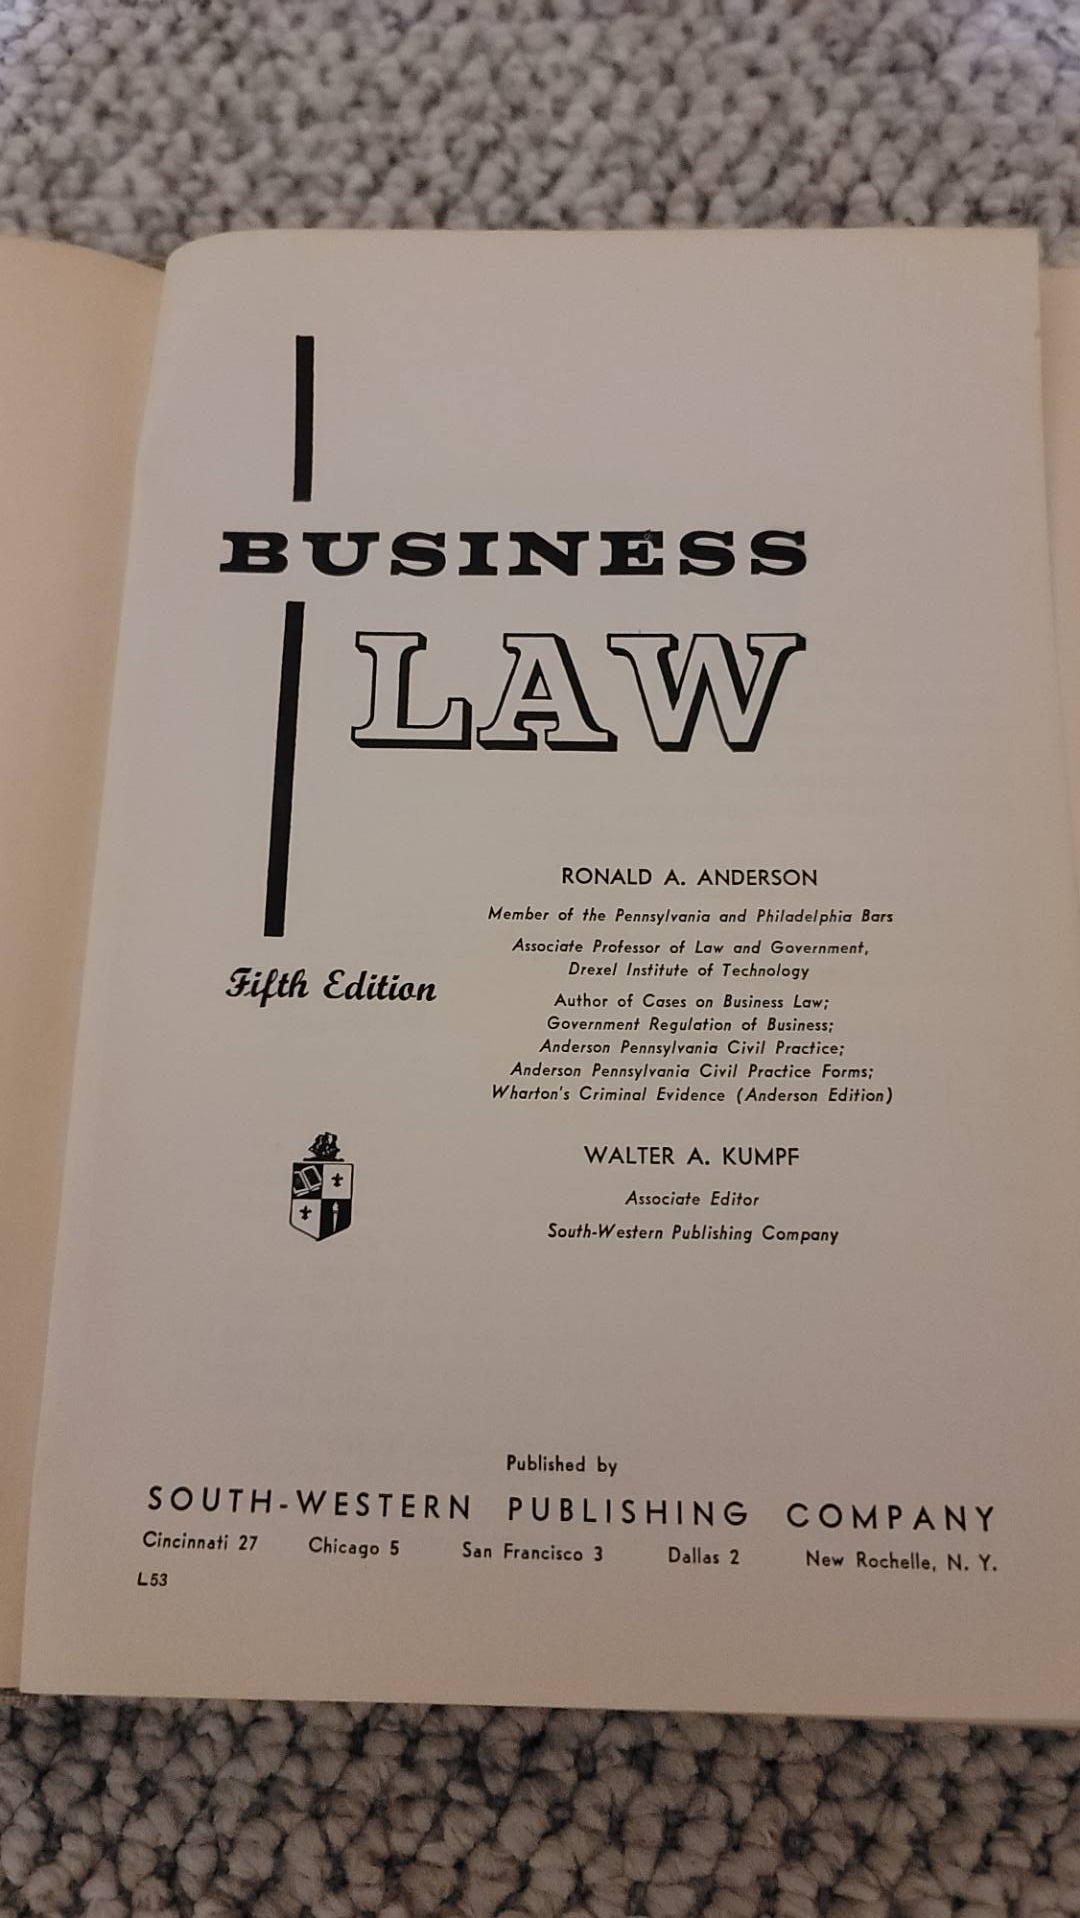 BUSINESS
LAW
RONALD A. ANDERSON
Member of the Pennsylvania and Philadelphia Bars
Associate Professor of Law and Government,
Drexel Institute of Technology
Fifth Edition
Author of Cases on Business Law;
Government Regulation of Business;
Anderson Pennsylvania Civil Practice;
Anderson Pennsylvania Civil Practice Forms;
Wharton's Criminal Evidence (Anderson Edition)
WALTER A. KUMPF
Associate Editor
South-Western Publishing Company
Published by
SOUTH-WESTERN PUBLISHING COMPANY
Cincinnati 27 Chicago 5 San Francisco 3 Dallas 2 New Rochelle, N. Y.
L53